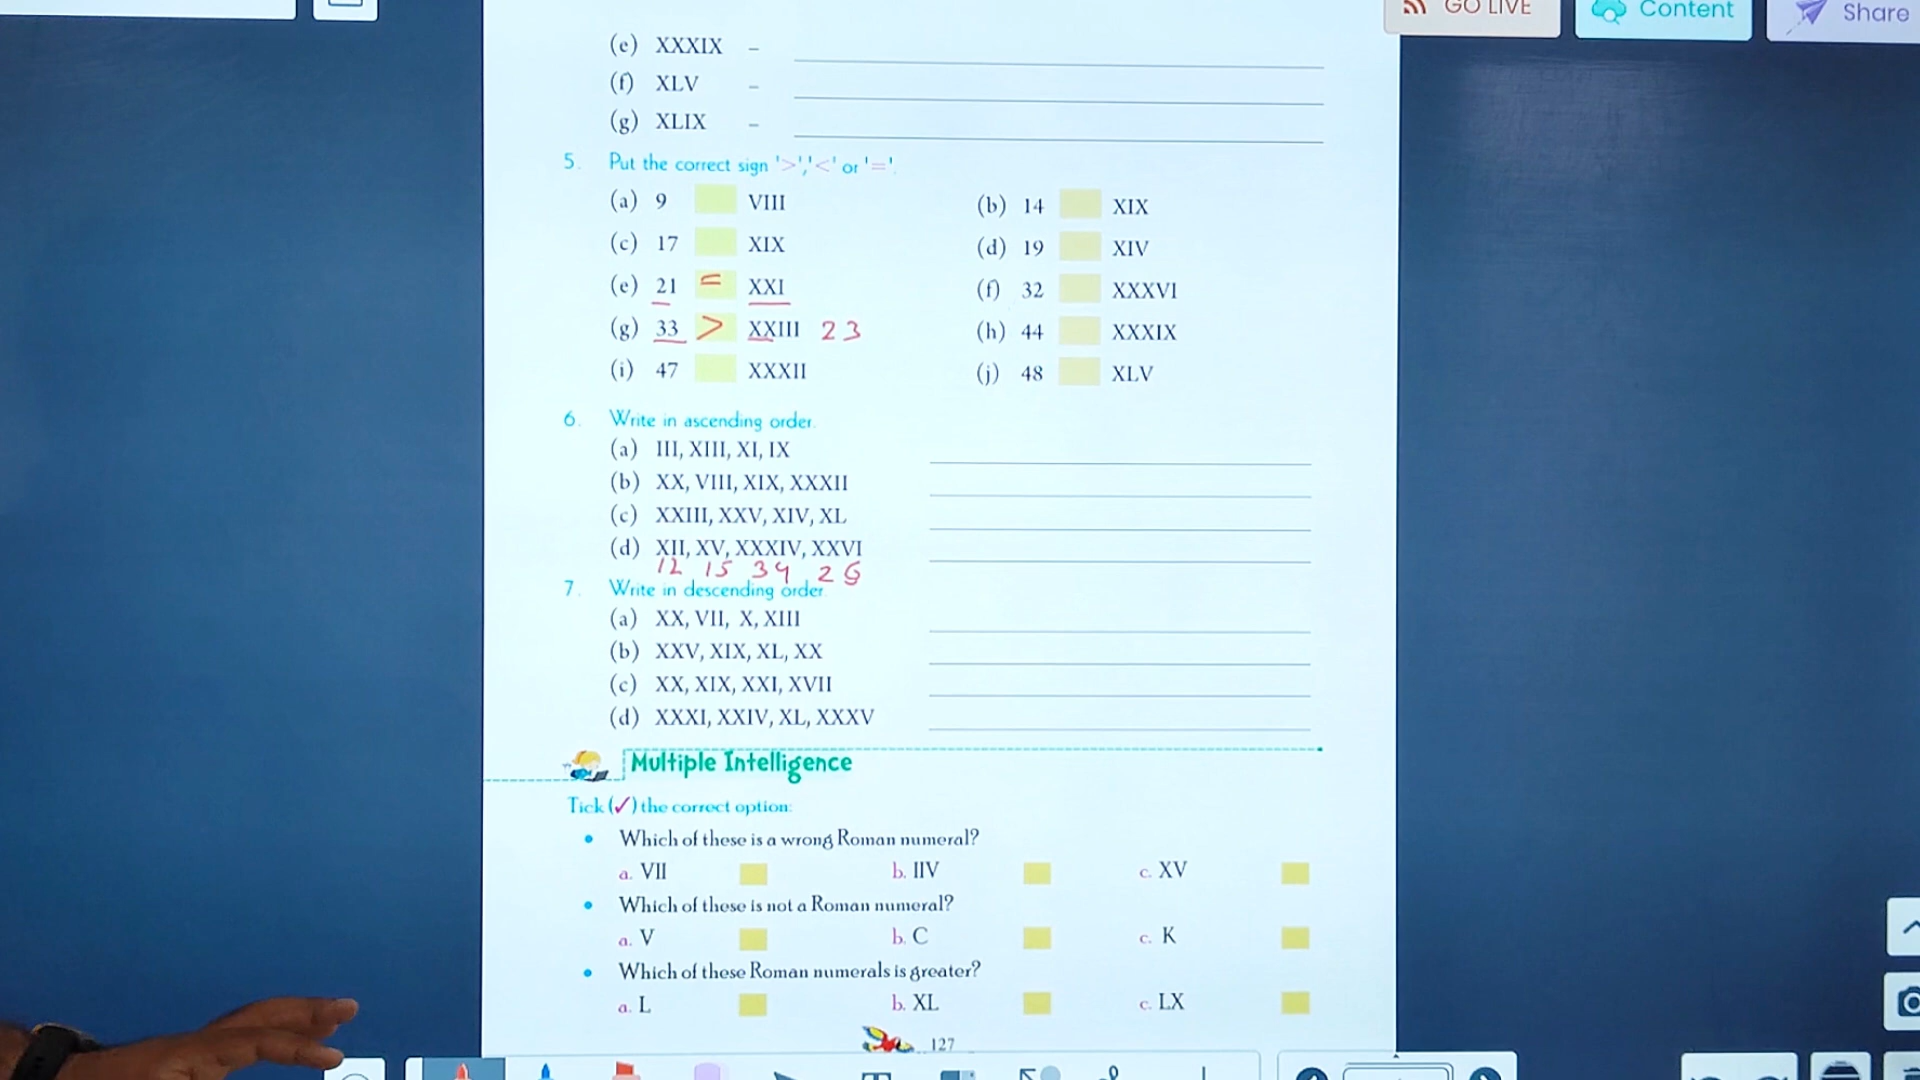 GO LIVE Content Share
(e) XXXIX –
(f) XLV –
(g) XLIX –
5. Put the correct sign '>','<' or '='.
(a) 9 VIII (b) 14 XIX
(c) 17 XIX (d) 19 XIV
(e) 21 = XXI (f) 32 XXXVI
(g) 33 > XXIII 23 (h) 44 XXXIX
(i) 47 XXXII (j) 48 XLV
6. Write in ascending order.
(a) III, XIII, XI, IX
(b) XX, VIII, XIX, XXXII
(c) XXIII, XXV, XIV, XL
(d) XII, XV, XXXIV, XXVI
12 15 34 26
7. Write in descending order.
(a) XX, VII, X, XIII
(b) XXV, XIX, XL, XX
(c) XX, XIX, XXI, XVII
(d) XXXI, XXIV, XL, XXXV
Multiple Intelligence
Tick (✓) the correct option:
• Which of these is a wrong Roman numeral?
a. VII b. IIV c. XV
• Which of these is not a Roman numeral?
a. V b. C c. K
• Which of these Roman numerals is greater?
a. L b. XL c. LX
127